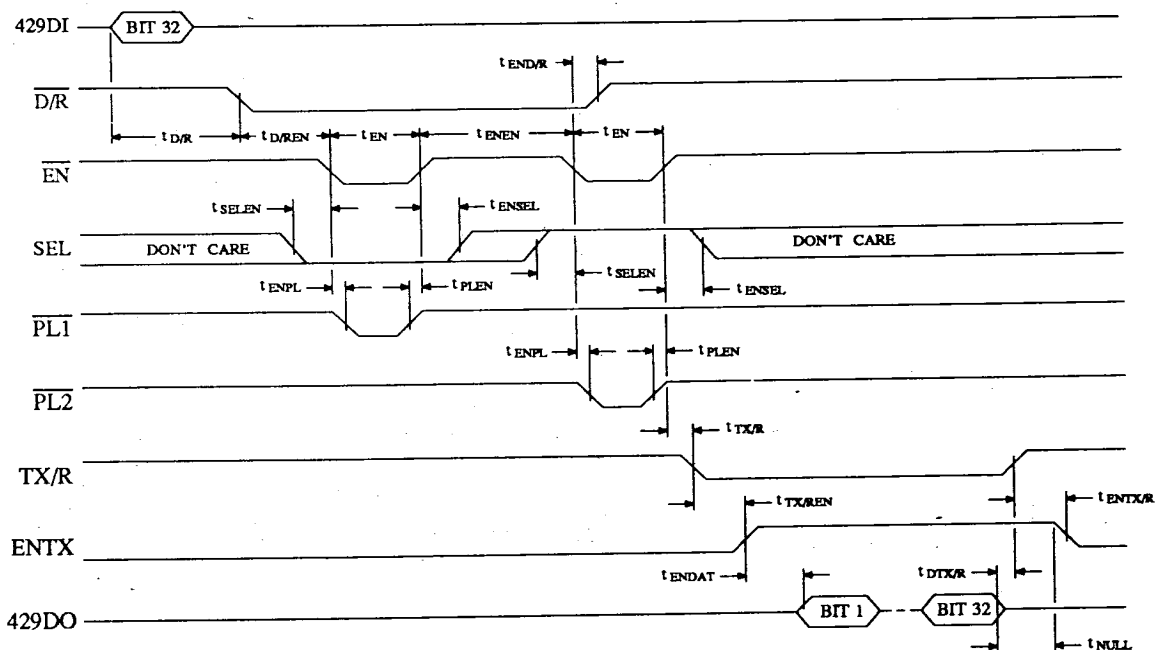 429DI BIT 32
t END/R
D/R
t D/R t D/REN t EN t ENEN t EN
EN
t SELEN t ENSEL
SEL DON'T CARE DON'T CARE
t SELEN
t ENPL t PLEN t ENSEL
PL1
t ENPL t PLEN
PL2
t TX/R
TX/R
t TX/REN t ENTX/R
ENTX
t ENDAT t DTX/R
429DO BIT 1 BIT 32
t NULL